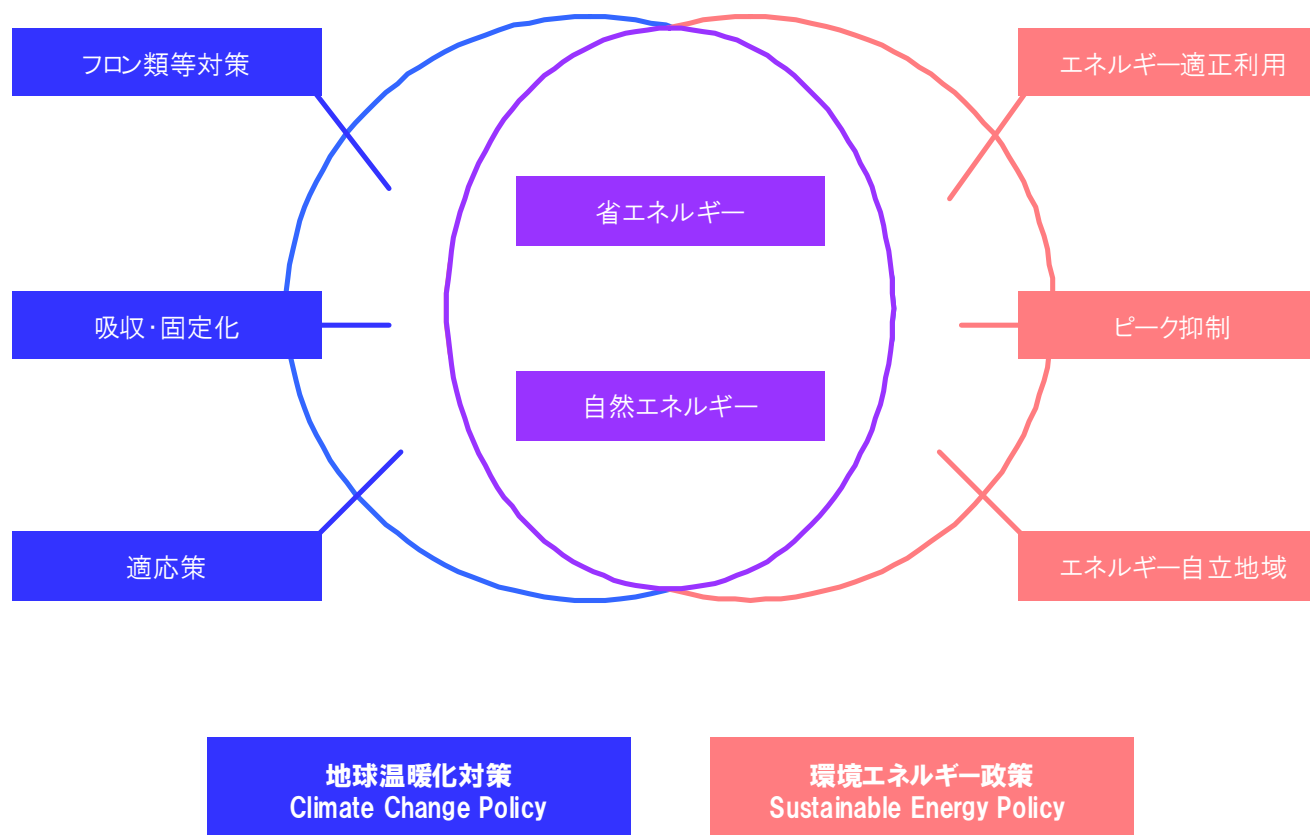 フロン類等対策
エネルギー適正利用
省エネルギー
吸収・固定化
ピーク抑制
自然エネルギー
適応策
エネルギー自立地域
地球温暖化対策
Climate Change Policy
環境エネルギー政策
Sustainable Energy Policy